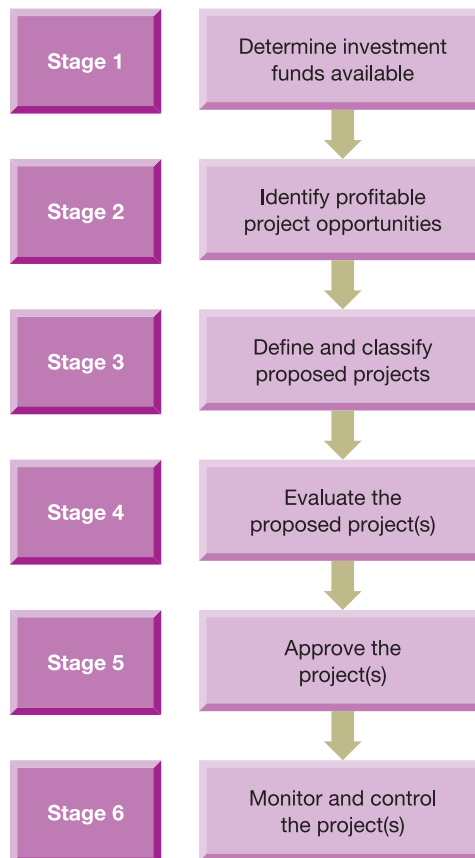 Stage 1
Determine investment
funds available
Stage 2
Identify profitable
project opportunities
Stage 3
Define and classify
proposed projects
Stage 4
Evaluate the
proposed project(s)
Stage 5
Approve the
project(s)
Stage 6
Monitor and control
the project(s)